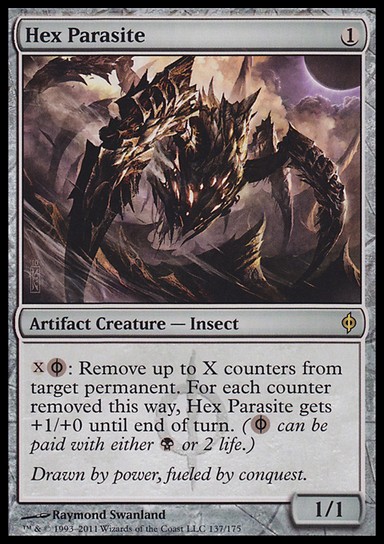 Hex Parasite 1
Artifact Creature — Insect
X: Remove up to X counters from
target permanent. For each counter
removed this way, Hex Parasite gets
+1/+0 until end of turn. ( can be
paid with either or 2 life.)
Drawn by power, fueled by conquest.
Raymond Swanland
™ & © 1993–2011 Wizards of the Coast LLC 137/175
1/1